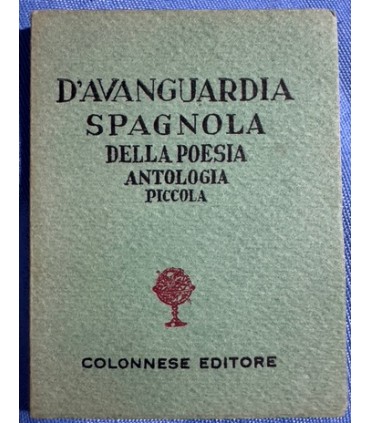 D'AVANGUARDIA
SPAGNOLA
DELLA POESIA
ANTOLOGIA
PICCOLA
COLONNESE EDITORE